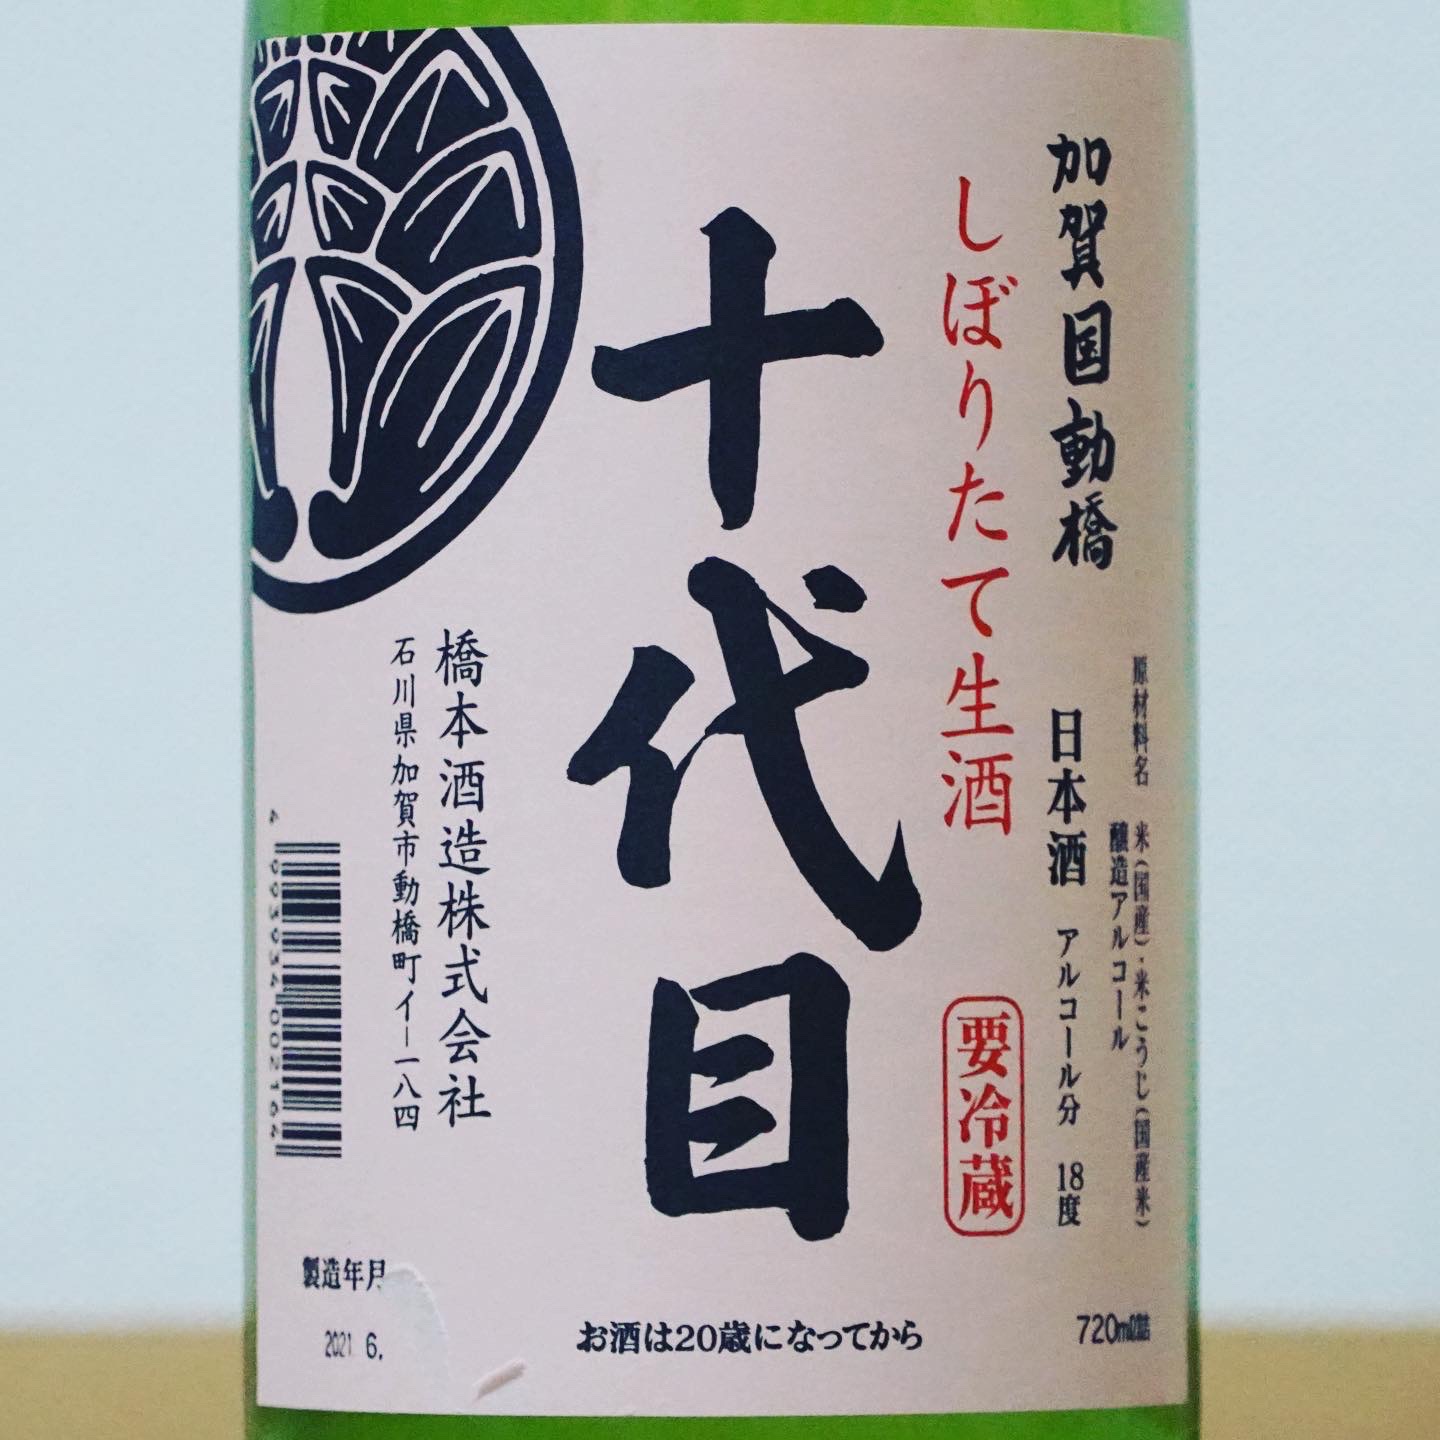 加賀国動橋
しぼりたて生酒
十代目
原材料名 米(国産)・米こうじ(国産米)
醸造アルコール
日本酒 アルコール分 18度
要冷蔵
橋本酒造株式会社
石川県加賀市動橋町イ-一八四
4993934002164
製造年月
2021. 6.
お酒は20歳になってから
720ml詰